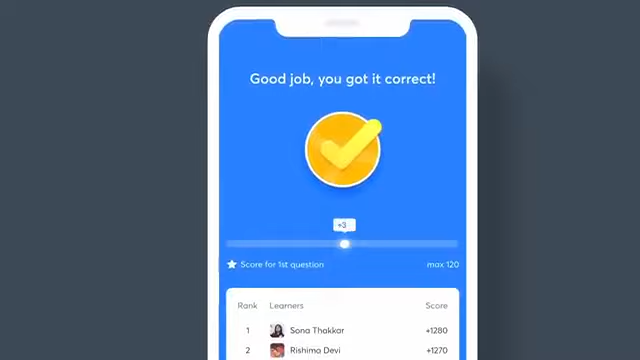 Good job, you got it correct!
+3
Score for 1st question max 120
Rank Learners Score
1 Sona Thakkar +1280
2 Rishima Devi +1270